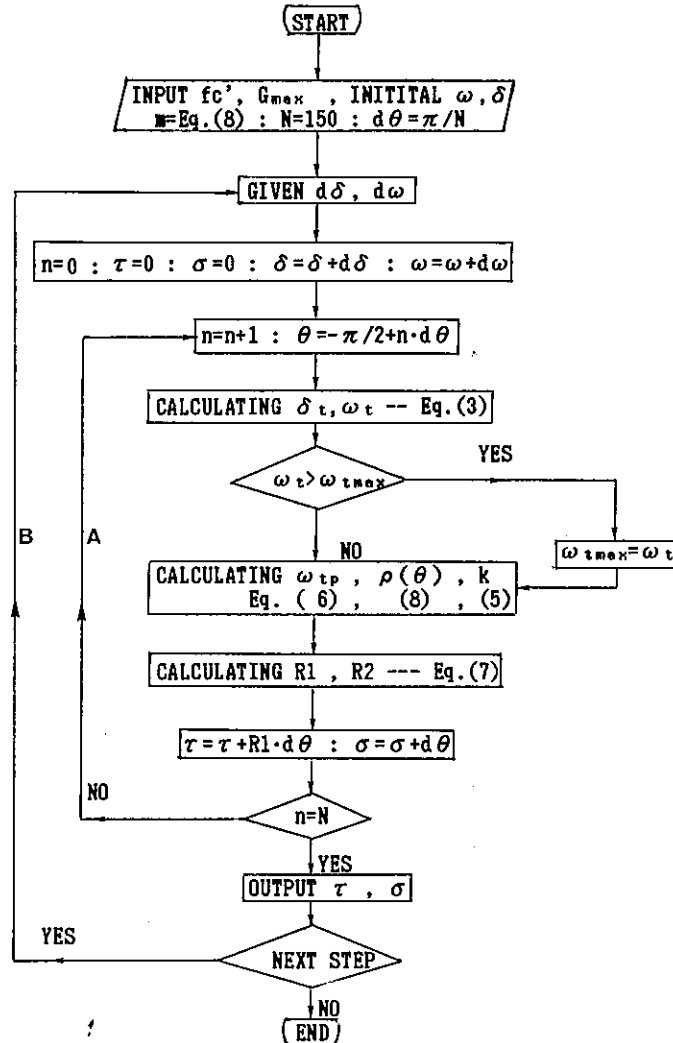 START
INPUT fc', Gmax , INITITAL ω, δ
m=Eq.(8) : N=150 : dθ=π/N
GIVEN dδ, dω
n=0 : τ=0 : σ=0 : δ=δ+dδ : ω=ω+dω
n=n+1 : θ=-π/2+n·dθ
CALCULATING δt, ωt -- Eq.(3)
YES
ωt>ωtmax
B
A
NO
ωtmax=ωt
CALCULATING ωtp , ρ(θ) , k
Eq. ( 6) , (8) , (5)
CALCULATING R1 , R2 --- Eq.(7)
τ=τ+R1·dθ : σ=σ+dθ
NO
n=N
YES
OUTPUT τ , σ
YES
NEXT STEP
NO
END